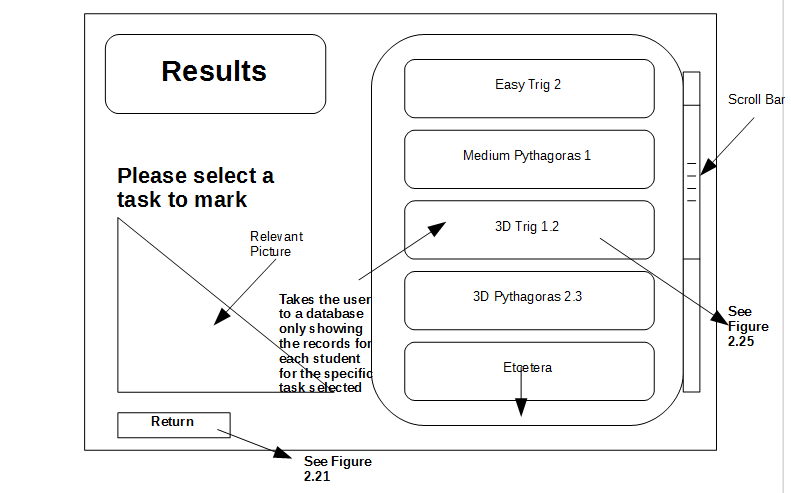 Results
Please select a
task to mark
Relevant
Picture
Takes the user
to a database
only showing
the records for
each student
for the specific
task selected
Return
See Figure
2.21
Easy Trig 2
Medium Pythagoras 1
3D Trig 1.2
3D Pythagoras 2.3
Etcetera
Scroll Bar
See
Figure
2.25